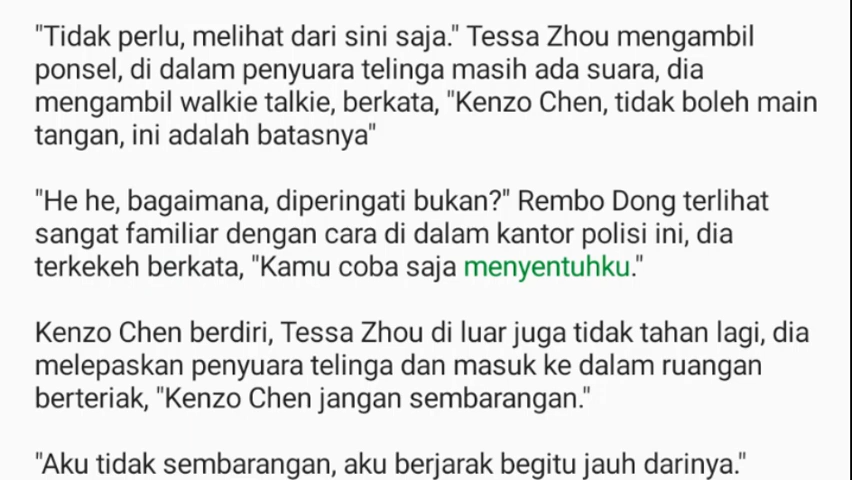 "Tidak perlu, melihat dari sini saja." Tessa Zhou mengambil
ponsel, di dalam penyuara telinga masih ada suara, dia
mengambil walkie talkie, berkata, "Kenzo Chen, tidak boleh main
tangan, ini adalah batasnya"
"He he, bagaimana, diperingati bukan?" Rembo Dong terlihat
sangat familiar dengan cara di dalam kantor polisi ini, dia
terkekeh berkata, "Kamu coba saja menyentuhku."
Kenzo Chen berdiri, Tessa Zhou di luar juga tidak tahan lagi, dia
melepaskan penyuara telinga dan masuk ke dalam ruangan
berteriak, "Kenzo Chen jangan sembarangan."
"Aku tidak sembarangan, aku berjarak begitu jauh darinya."